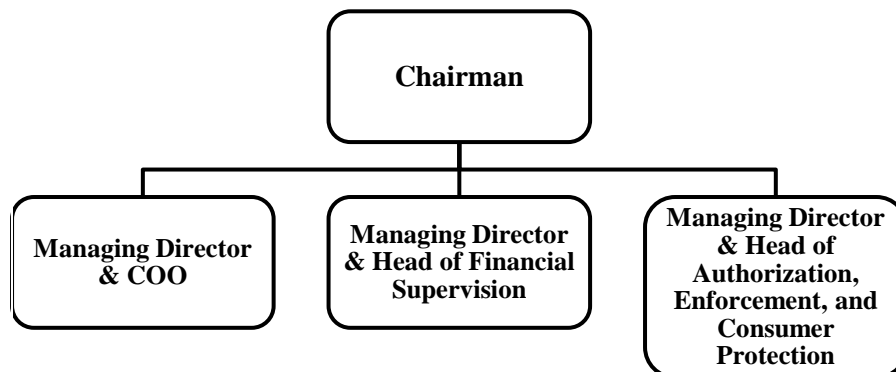 Chairman
Managing Director
& COO
Managing Director
& Head of Financial
Supervision
Managing Director
& Head of
Authorization,
Enforcement, and
Consumer
Protection